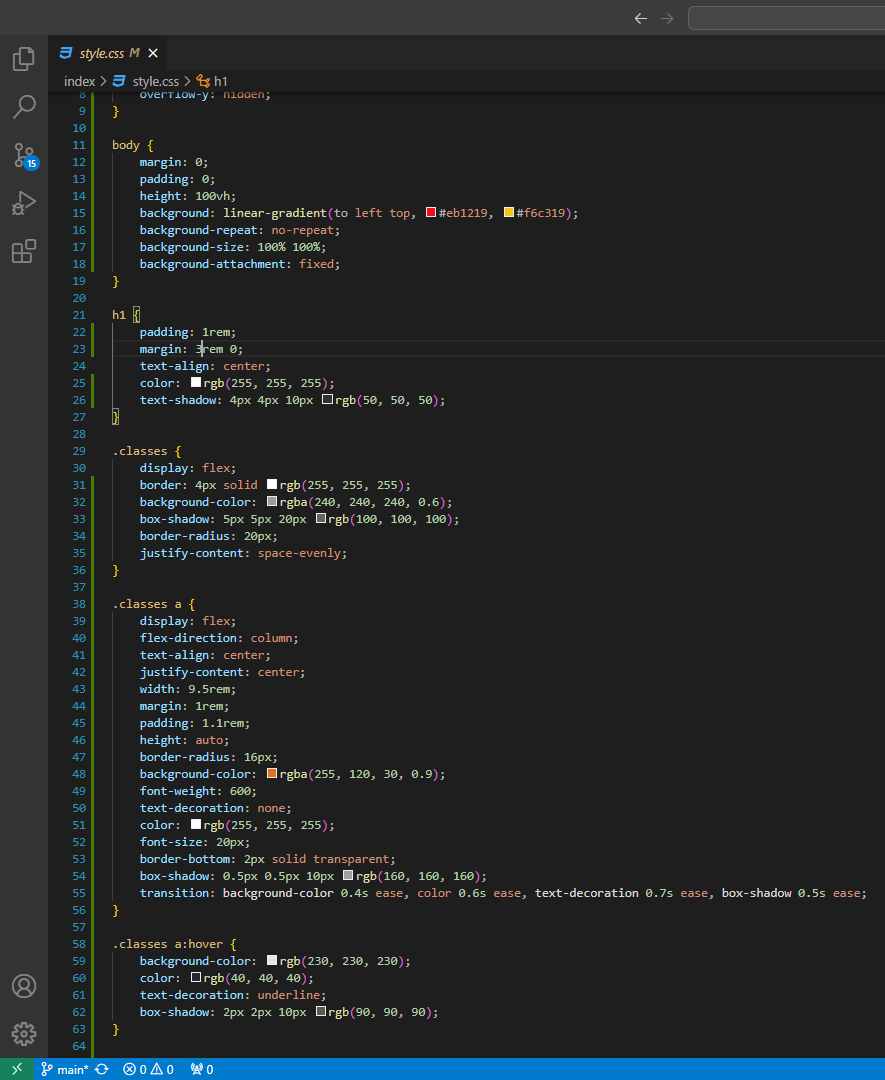 style.css M
index > style.css > h1
8 overflow-y: hidden;
9 }
10
11 body {
12 margin: 0;
13 padding: 0;
14 height: 100vh;
15 background: linear-gradient(to left top, #eb1219, #f6c319);
16 background-repeat: no-repeat;
17 background-size: 100% 100%;
18 background-attachment: fixed;
19 }
20
21 h1 {
22 padding: 1rem;
23 margin: 3rem 0;
24 text-align: center;
25 color: rgb(255, 255, 255);
26 text-shadow: 4px 4px 10px rgb(50, 50, 50);
27 }
28
29 .classes {
30 display: flex;
31 border: 4px solid rgb(255, 255, 255);
32 background-color: rgba(240, 240, 240, 0.6);
33 box-shadow: 5px 5px 20px rgb(100, 100, 100);
34 border-radius: 20px;
35 justify-content: space-evenly;
36 }
37
38 .classes a {
39 display: flex;
40 flex-direction: column;
41 text-align: center;
42 justify-content: center;
43 width: 9.5rem;
44 margin: 1rem;
45 padding: 1.1rem;
46 height: auto;
47 border-radius: 16px;
48 background-color: rgba(255, 120, 30, 0.9);
49 font-weight: 600;
50 text-decoration: none;
51 color: rgb(255, 255, 255);
52 font-size: 20px;
53 border-bottom: 2px solid transparent;
54 box-shadow: 0.5px 0.5px 10px rgb(160, 160, 160);
55 transition: background-color 0.4s ease, color 0.6s ease, text-decoration 0.7s ease, box-shadow 0.5s ease;
56 }
57
58 .classes a:hover {
59 background-color: rgb(230, 230, 230);
60 color: rgb(40, 40, 40);
61 text-decoration: underline;
62 box-shadow: 2px 2px 10px rgb(90, 90, 90);
63 }
64
15
main* 0 0 0